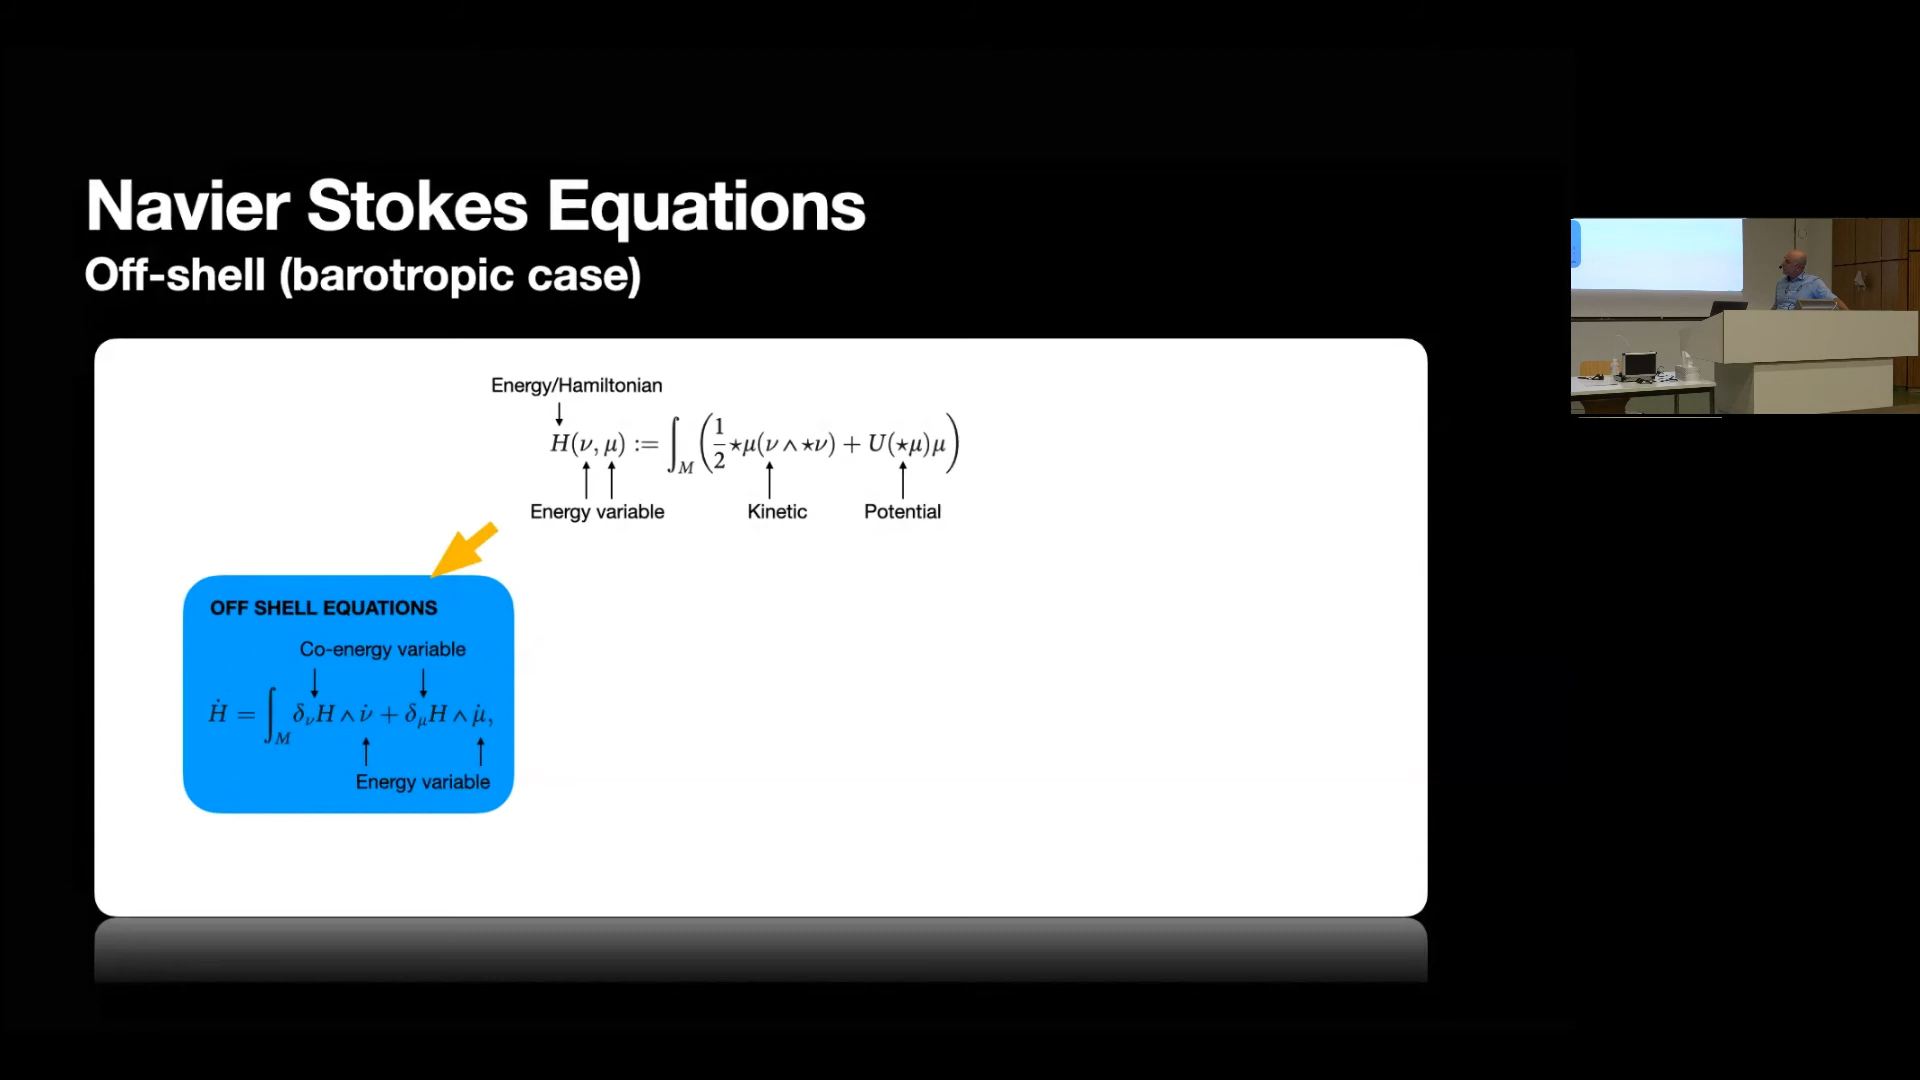 Navier Stokes Equations
Off-shell (barotropic case)
Energy/Hamiltonian
H(ν, μ) := ∫_M (1/2 ⋆μ(ν ∧ ⋆ν) + U(⋆μ)μ)
Energy variable Kinetic Potential
OFF SHELL EQUATIONS
Co-energy variable
Ḣ = ∫_M δ_νH ∧ ν̇ + δ_μH ∧ μ̇,
Energy variable